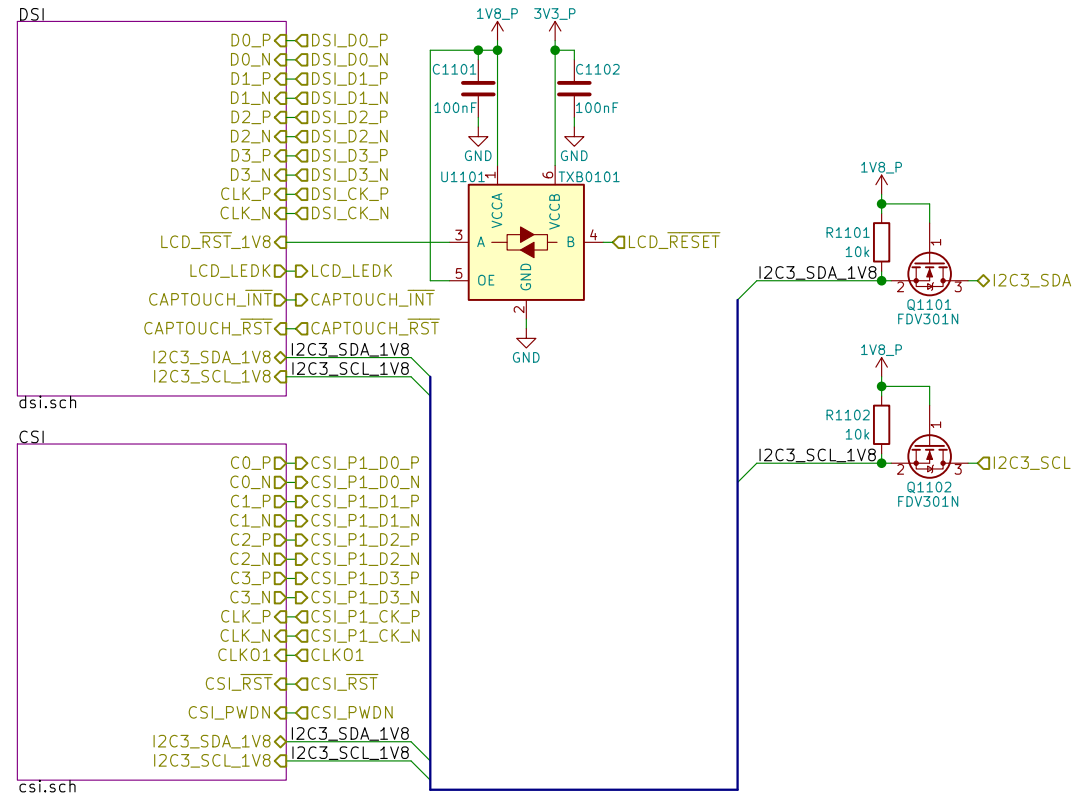 DSI
D0_P DSI_D0_P
D0_N DSI_D0_N
D1_P DSI_D1_P
D1_N DSI_D1_N
D2_P DSI_D2_P
D2_N DSI_D2_N
D3_P DSI_D3_P
D3_N DSI_D3_N
CLK_P DSI_CK_P
CLK_N DSI_CK_N
LCD_RST_1V8
LCD_LEDK LCD_LEDK
CAPTOUCH_INT CAPTOUCH_INT
CAPTOUCH_RST CAPTOUCH_RST
I2C3_SDA_1V8 I2C3_SDA_1V8
I2C3_SCL_1V8 I2C3_SCL_1V8
dsi.sch
CSI
C0_P CSI_P1_D0_P
C0_N CSI_P1_D0_N
C1_P CSI_P1_D1_P
C1_N CSI_P1_D1_N
C2_P CSI_P1_D2_P
C2_N CSI_P1_D2_N
C3_P CSI_P1_D3_P
C3_N CSI_P1_D3_N
CLK_P CSI_P1_CK_P
CLK_N CSI_P1_CK_N
CLKO1 CLKO1
CSI_RST CSI_RST
CSI_PWDN CSI_PWDN
I2C3_SDA_1V8 I2C3_SDA_1V8
I2C3_SCL_1V8 I2C3_SCL_1V8
csi.sch
1V8_P 3V3_P
C1101 C1102
100nF 100nF
GND GND
U1101 1 6 TXB0101
VCCA VCCB
3 A B 4 LCD_RESET
5 OE GND
2
GND
1V8_P
R1101 1
10k
I2C3_SDA_1V8 2 3 I2C3_SDA
Q1101
FDV301N
1V8_P
R1102 1
10k
I2C3_SCL_1V8 2 3 I2C3_SCL
Q1102
FDV301N